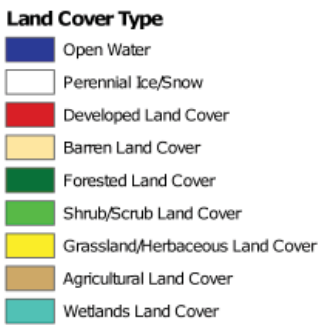 Land Cover Type
Open Water
Perennial Ice/Snow
Developed Land Cover
Barren Land Cover
Forested Land Cover
Shrub/Scrub Land Cover
Grassland/Herbaceous Land Cover
Agricultural Land Cover
Wetlands Land Cover